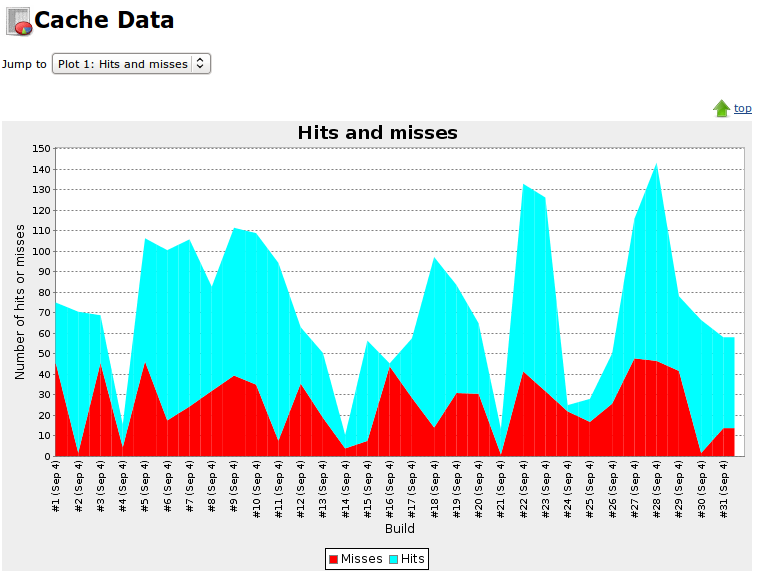 Cache Data
Jump to Plot 1: Hits and misses
top
Hits and misses
150
140
130
120
110
100
90
80
70
60
50
40
30
20
10
0
Number of hits or misses
#1 (Sep 4)
#2 (Sep 4)
#3 (Sep 4)
#4 (Sep 4)
#5 (Sep 4)
#6 (Sep 4)
#7 (Sep 4)
#8 (Sep 4)
#9 (Sep 4)
#10 (Sep 4)
#11 (Sep 4)
#12 (Sep 4)
#13 (Sep 4)
#14 (Sep 4)
#15 (Sep 4)
#16 (Sep 4)
#17 (Sep 4)
#18 (Sep 4)
#19 (Sep 4)
#20 (Sep 4)
#21 (Sep 4)
#22 (Sep 4)
#23 (Sep 4)
#24 (Sep 4)
#25 (Sep 4)
#26 (Sep 4)
#27 (Sep 4)
#28 (Sep 4)
#29 (Sep 4)
#30 (Sep 4)
#31 (Sep 4)
Build
Misses Hits